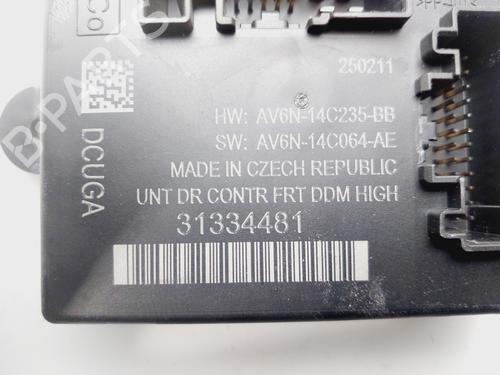 Co
250211
HW: AV6N-14C235-BB
SW: AV6N-14C064-AE
MADE IN CZECH REPUBLIC
UNT DR CONTR FRT DDM HIGH
31334481
DCUGA